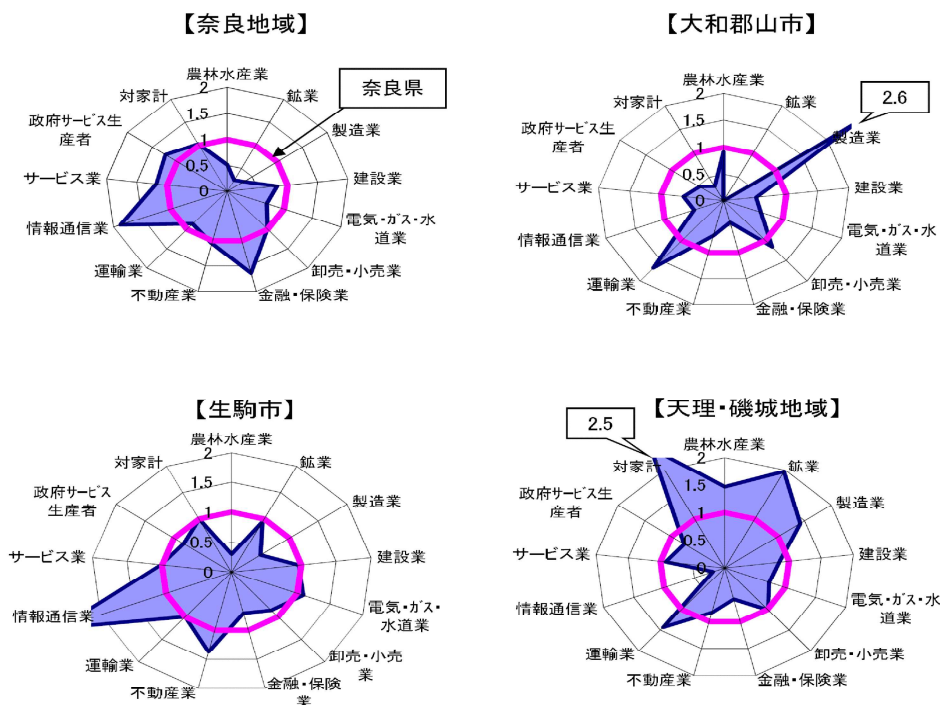 【奈良地域】
農林水産業
鉱業
製造業
建設業
電気・ガス・水
道業
卸売・小売業
金融・保険業
不動産業
運輸業
情報通信業
サービス業
政府サービス生
産者
対家計
2
1.5
1
0.5
0
奈良県
【大和郡山市】
農林水産業
鉱業
製造業
建設業
電気・ガス・水
道業
卸売・小売業
金融・保険業
不動産業
運輸業
情報通信業
サービス業
政府サービス生
産者
対家計
2
1.5
1
0.5
0
2.6
【生駒市】
農林水産業
鉱業
製造業
建設業
電気・ガス・
水道業
卸売・小売
業
金融・保険
業
不動産業
運輸業
情報通信業
サービス業
政府サービス
生産者
対家計
2
1.5
1
0.5
0
【天理・磯城地域】
農林水産業
鉱業
製造業
建設業
電気・ガス・水
道業
卸売・小売業
金融・保険業
不動産業
運輸業
情報通信業
サービス業
政府サービス生
産者
対家計
2
1.5
1
0.5
0
2.5